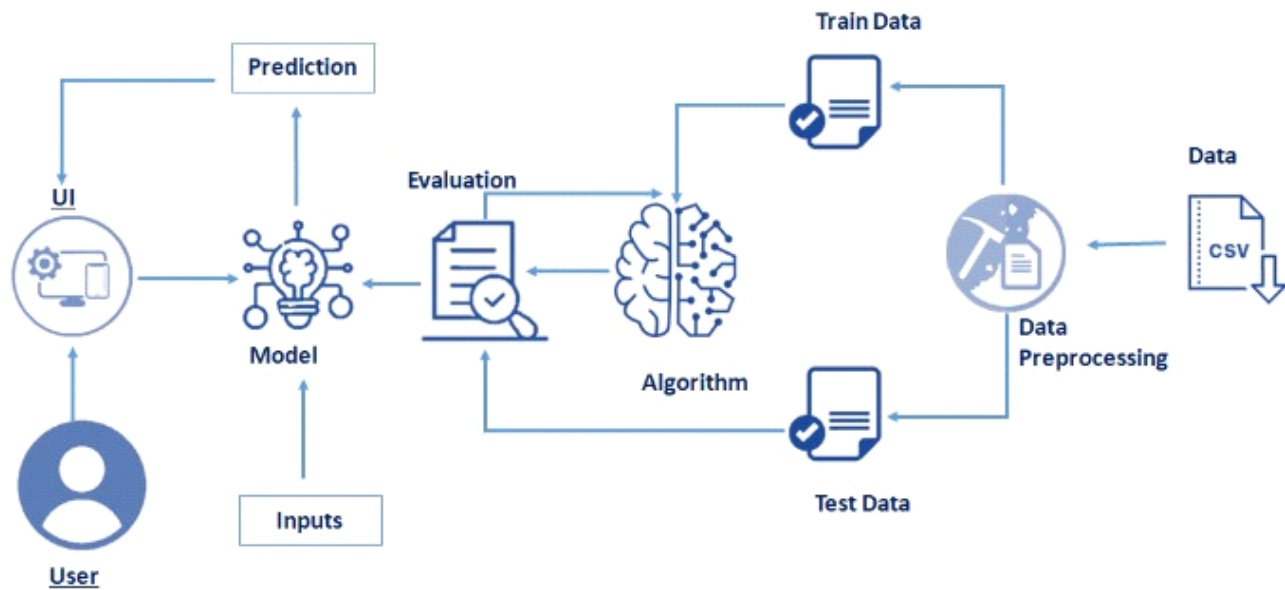 Train Data
Prediction
Data
Evaluation
UI
CSV
Data
Preprocessing
Model
Algorithm
Test Data
Inputs
User